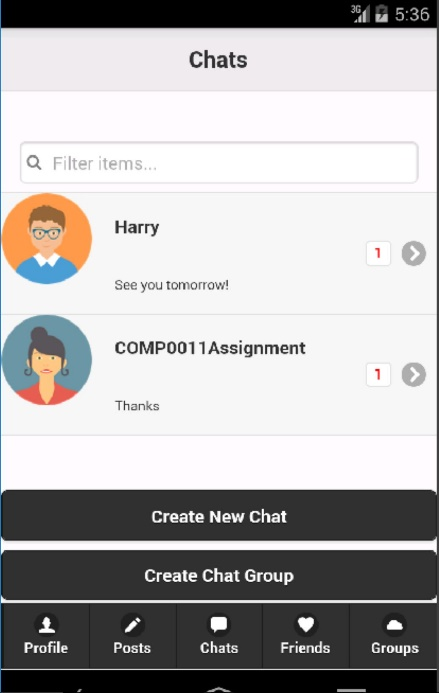 3G 5:36
Chats
Filter items...
Harry
1
See you tomorrow!
COMP0011Assignment
1
Thanks
Create New Chat
Create Chat Group
Profile Posts Chats Friends Groups